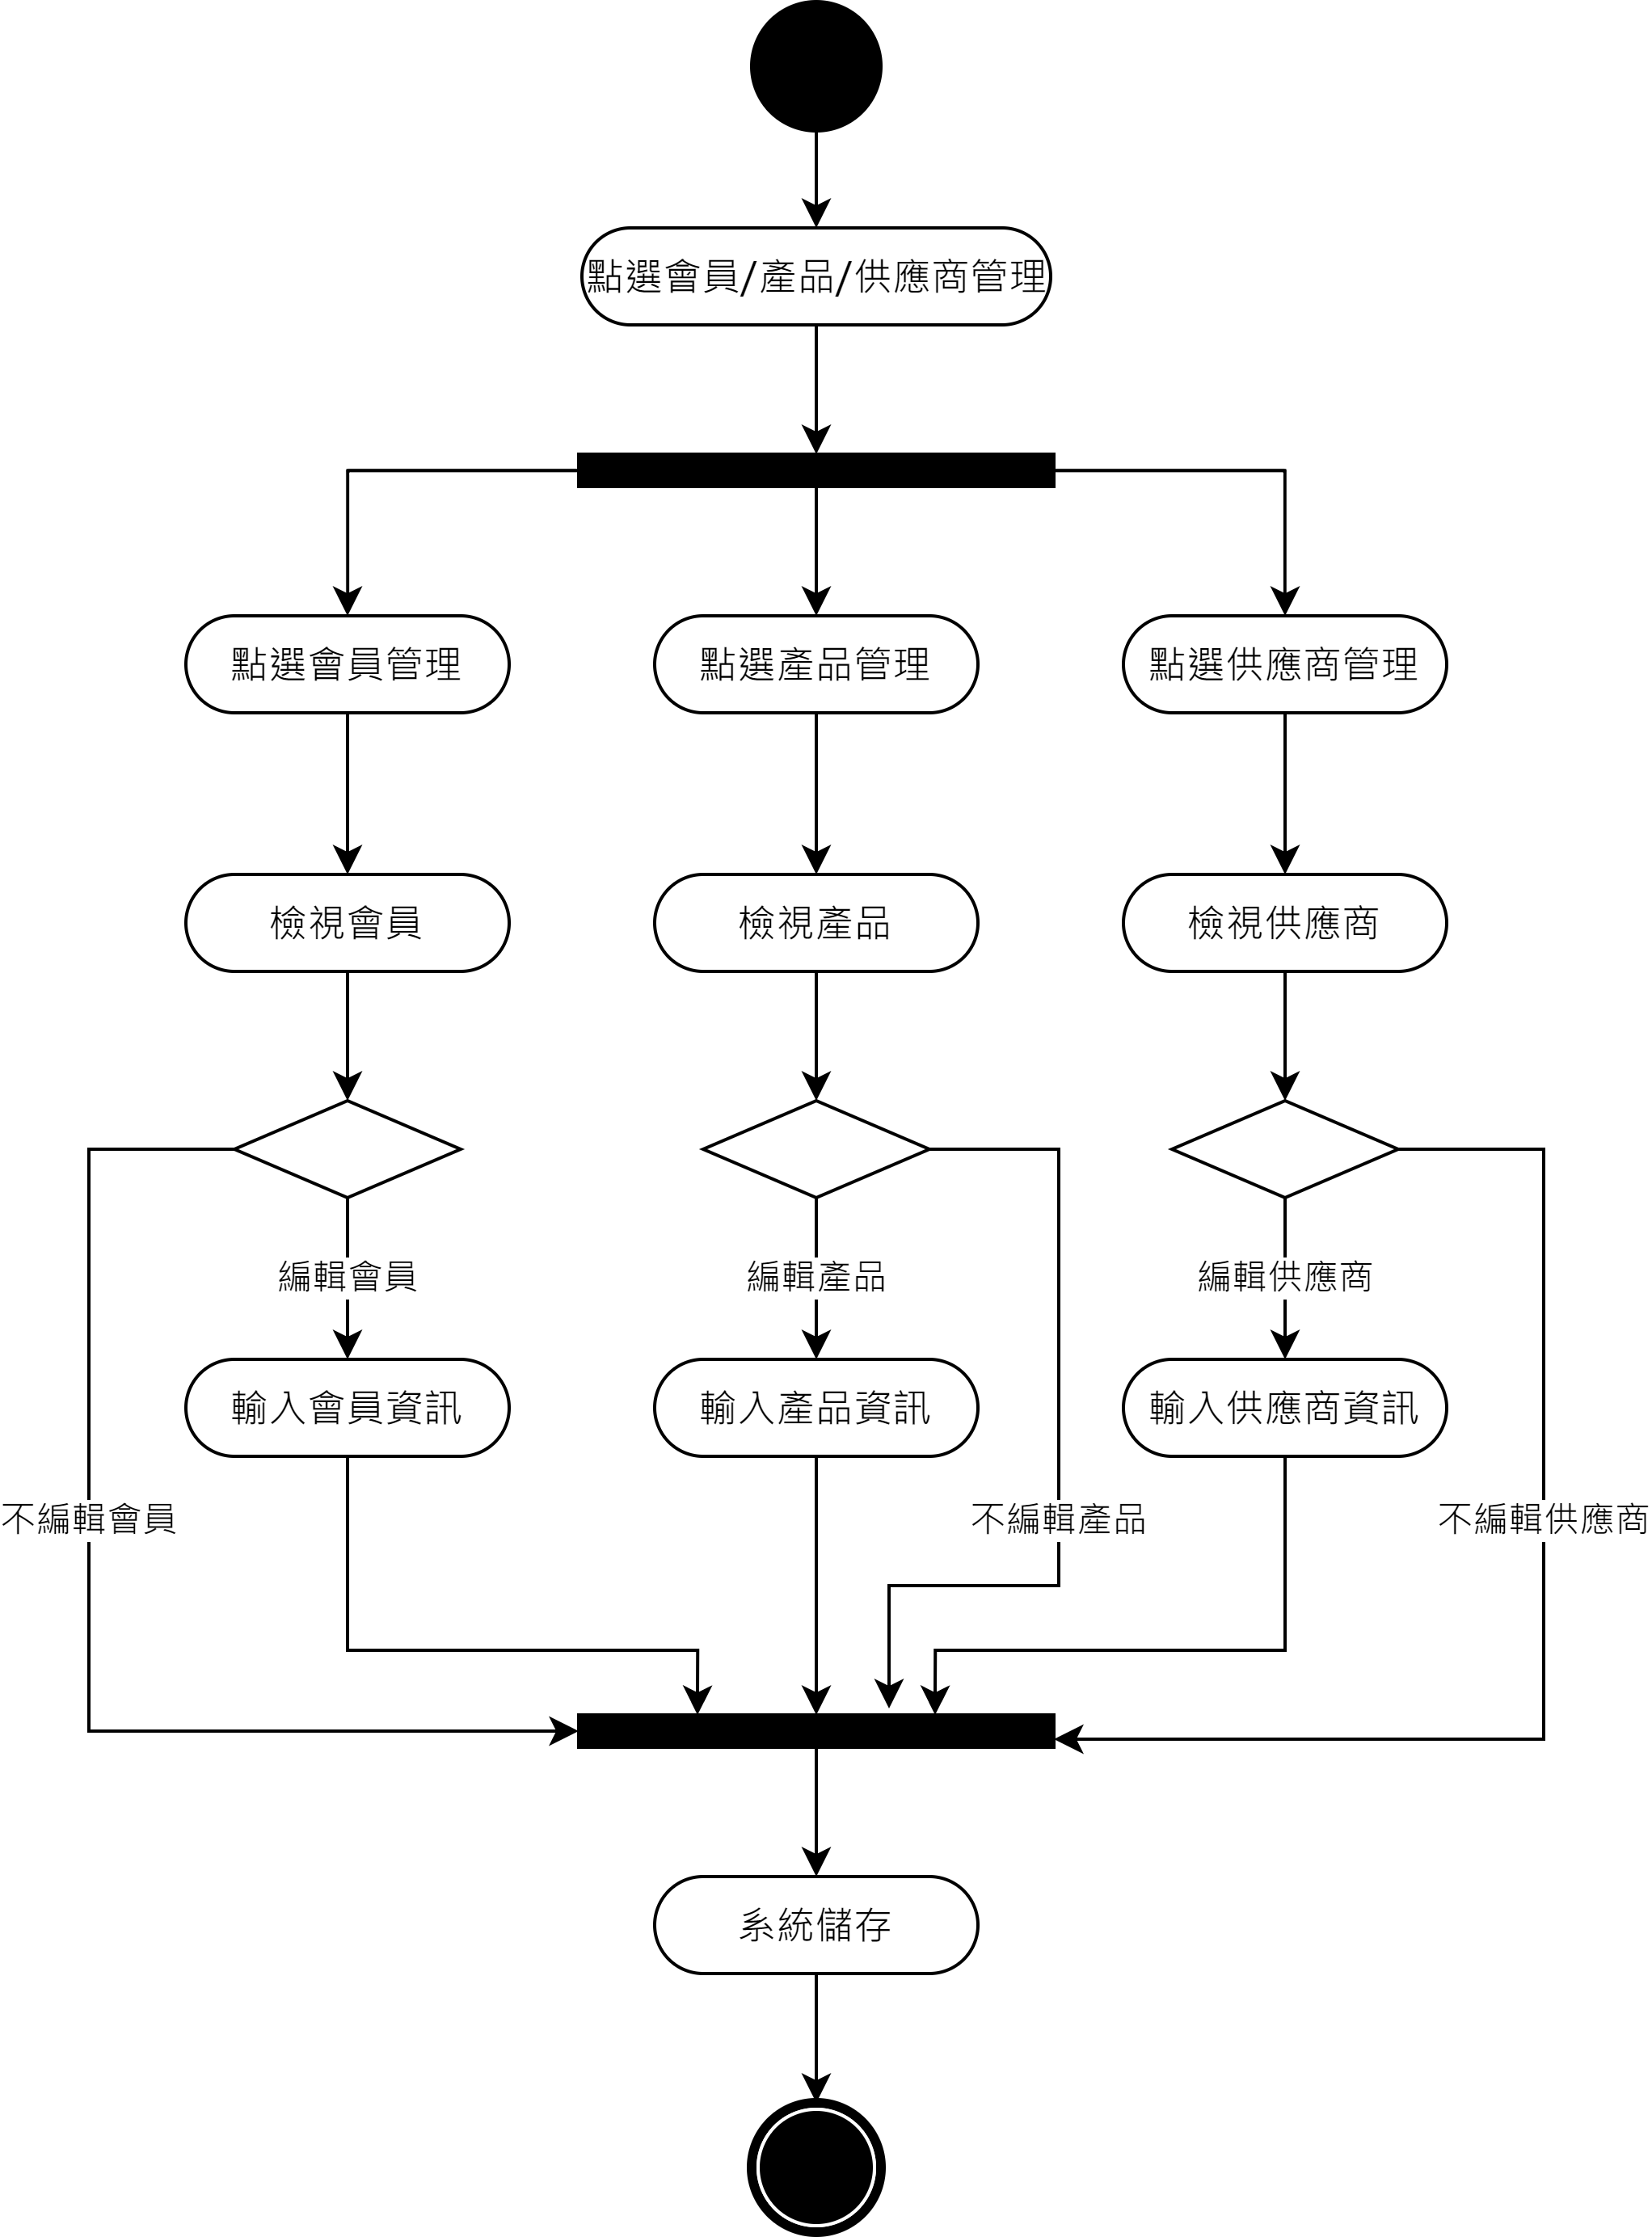 點選會員/產品/供應商管理
點選會員管理
點選產品管理
點選供應商管理
檢視會員
檢視產品
檢視供應商
編輯會員
編輯產品
編輯供應商
輸入會員資訊
輸入產品資訊
輸入供應商資訊
不編輯會員
不編輯產品
不編輯供應商
系統儲存